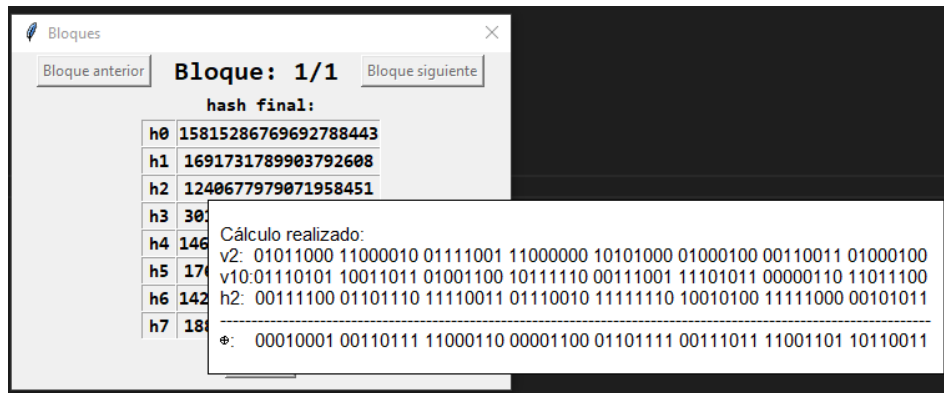 Bloques
Bloque anterior Bloque: 1/1 Bloque siguiente
hash final:
h0 15815286769692788443
h1 1691731789903792608
h2 1240677979071958451
h3
h4
h5
h6
h7
Cálculo realizado:
v2: 01011000 11000010 01111001 11000000 10101000 01000100 00110011 01000100
v10:01110101 10011011 01001100 10111110 00111001 11101011 00000110 11011100
h2: 00111100 01101110 11110011 01110010 11111110 10010100 11111000 00101011
⊕: 00010001 00110111 11000110 00001100 01101111 00111011 11001101 10110011